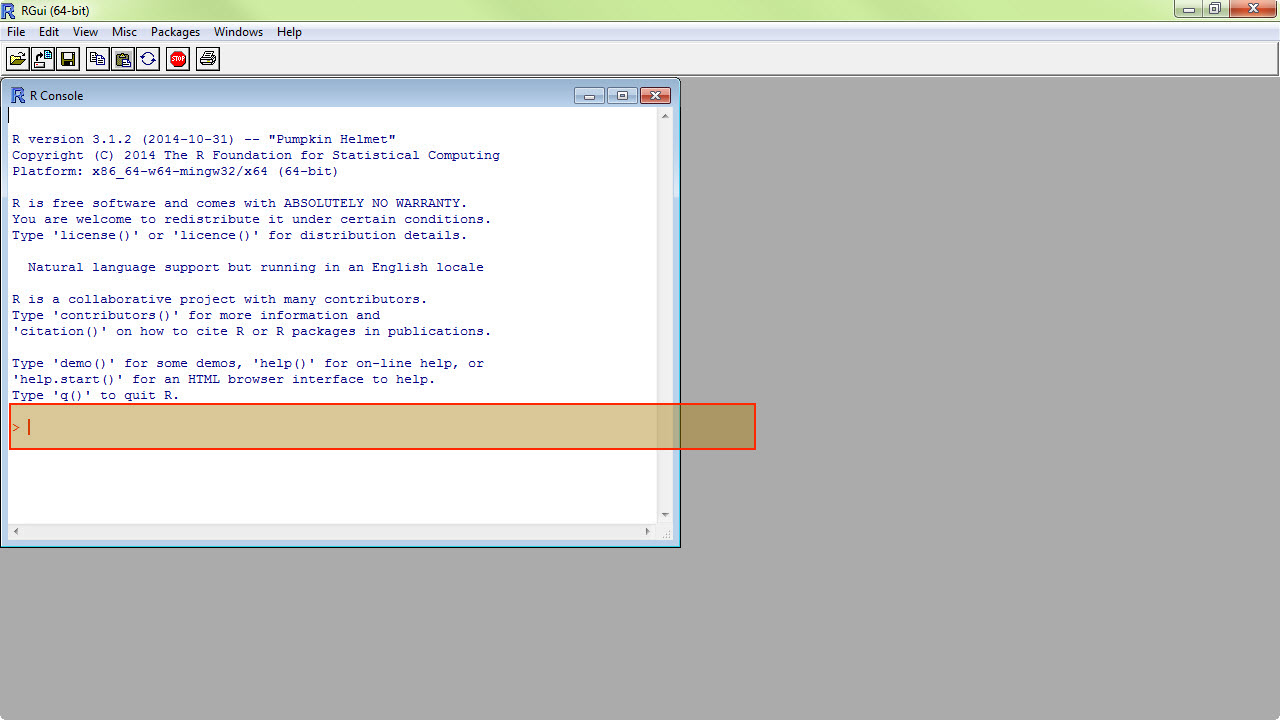 RGui (64-bit)
File Edit View Misc Packages Windows Help
STOP
R Console
R version 3.1.2 (2014-10-31) -- "Pumpkin Helmet"
Copyright (C) 2014 The R Foundation for Statistical Computing
Platform: x86_64-w64-mingw32/x64 (64-bit)
R is free software and comes with ABSOLUTELY NO WARRANTY.
You are welcome to redistribute it under certain conditions.
Type 'license()' or 'licence()' for distribution details.
Natural language support but running in an English locale
R is a collaborative project with many contributors.
Type 'contributors()' for more information and
'citation()' on how to cite R or R packages in publications.
Type 'demo()' for some demos, 'help()' for on-line help, or
'help.start()' for an HTML browser interface to help.
Type 'q()' to quit R.
>